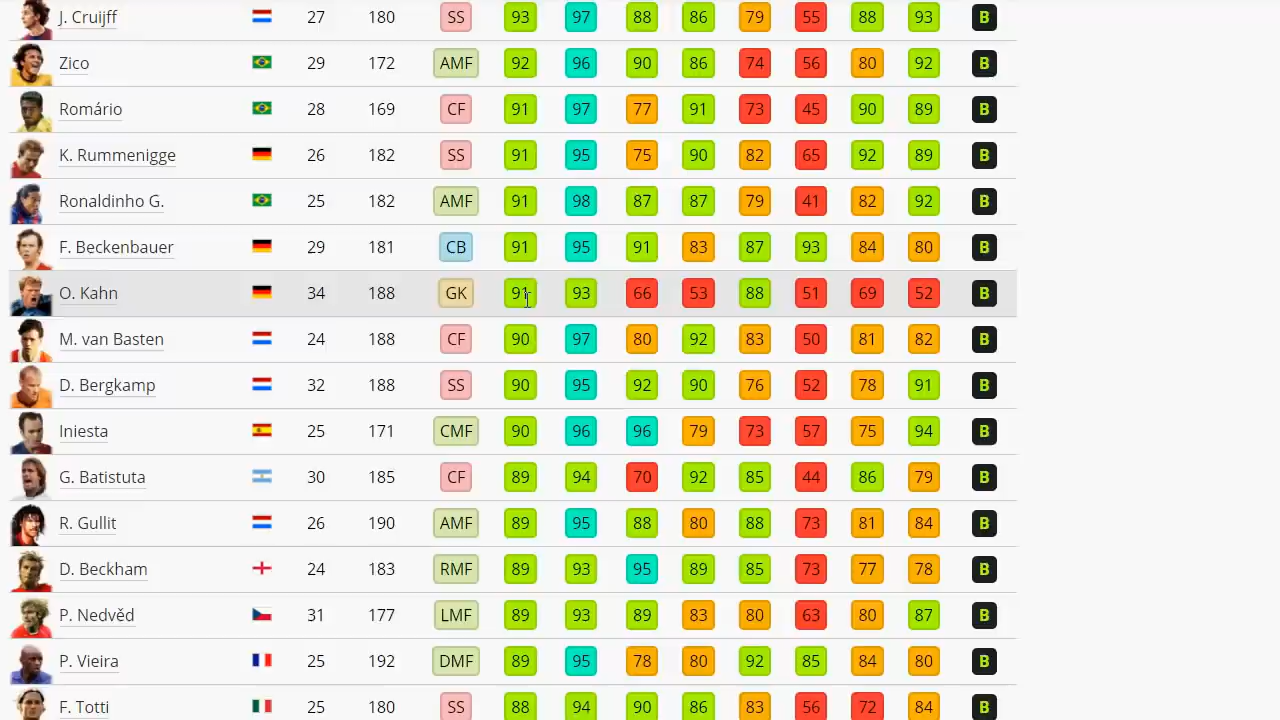 J. Cruijff 27 180 SS 93 97 88 86 79 55 88 93 B
Zico 29 172 AMF 92 96 90 86 74 56 80 92 B
Romário 28 169 CF 91 97 77 91 73 45 90 89 B
K. Rummenigge 26 182 SS 91 95 75 90 82 65 92 89 B
Ronaldinho G. 25 182 AMF 91 98 87 87 79 41 82 92 B
F. Beckenbauer 29 181 CB 91 95 91 83 87 93 84 80 B
O. Kahn 34 188 GK 91 93 66 53 88 51 69 52 B
M. van Basten 24 188 CF 90 97 80 92 83 50 81 82 B
D. Bergkamp 32 188 SS 90 95 92 90 76 52 78 91 B
Iniesta 25 171 CMF 90 96 96 79 73 57 75 94 B
G. Batistuta 30 185 CF 89 94 70 92 85 44 86 79 B
R. Gullit 26 190 AMF 89 95 88 80 88 73 81 84 B
D. Beckham 24 183 RMF 89 93 95 89 85 73 77 78 B
P. Nedvěd 31 177 LMF 89 93 89 83 80 63 80 87 B
P. Vieira 25 192 DMF 89 95 78 80 92 85 84 80 B
F. Totti 25 180 SS 88 94 90 86 83 56 72 84 B